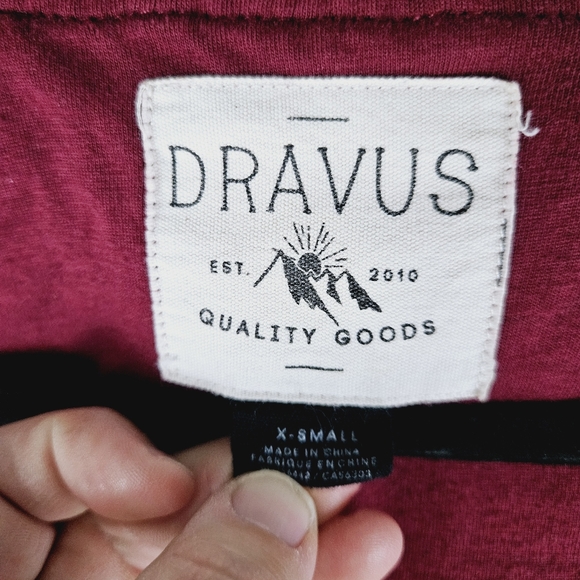 DRAVUS
EST. 2010
QUALITY GOODS
X-SMALL
MADE IN CHINA
FABRIQUE EN CHINE